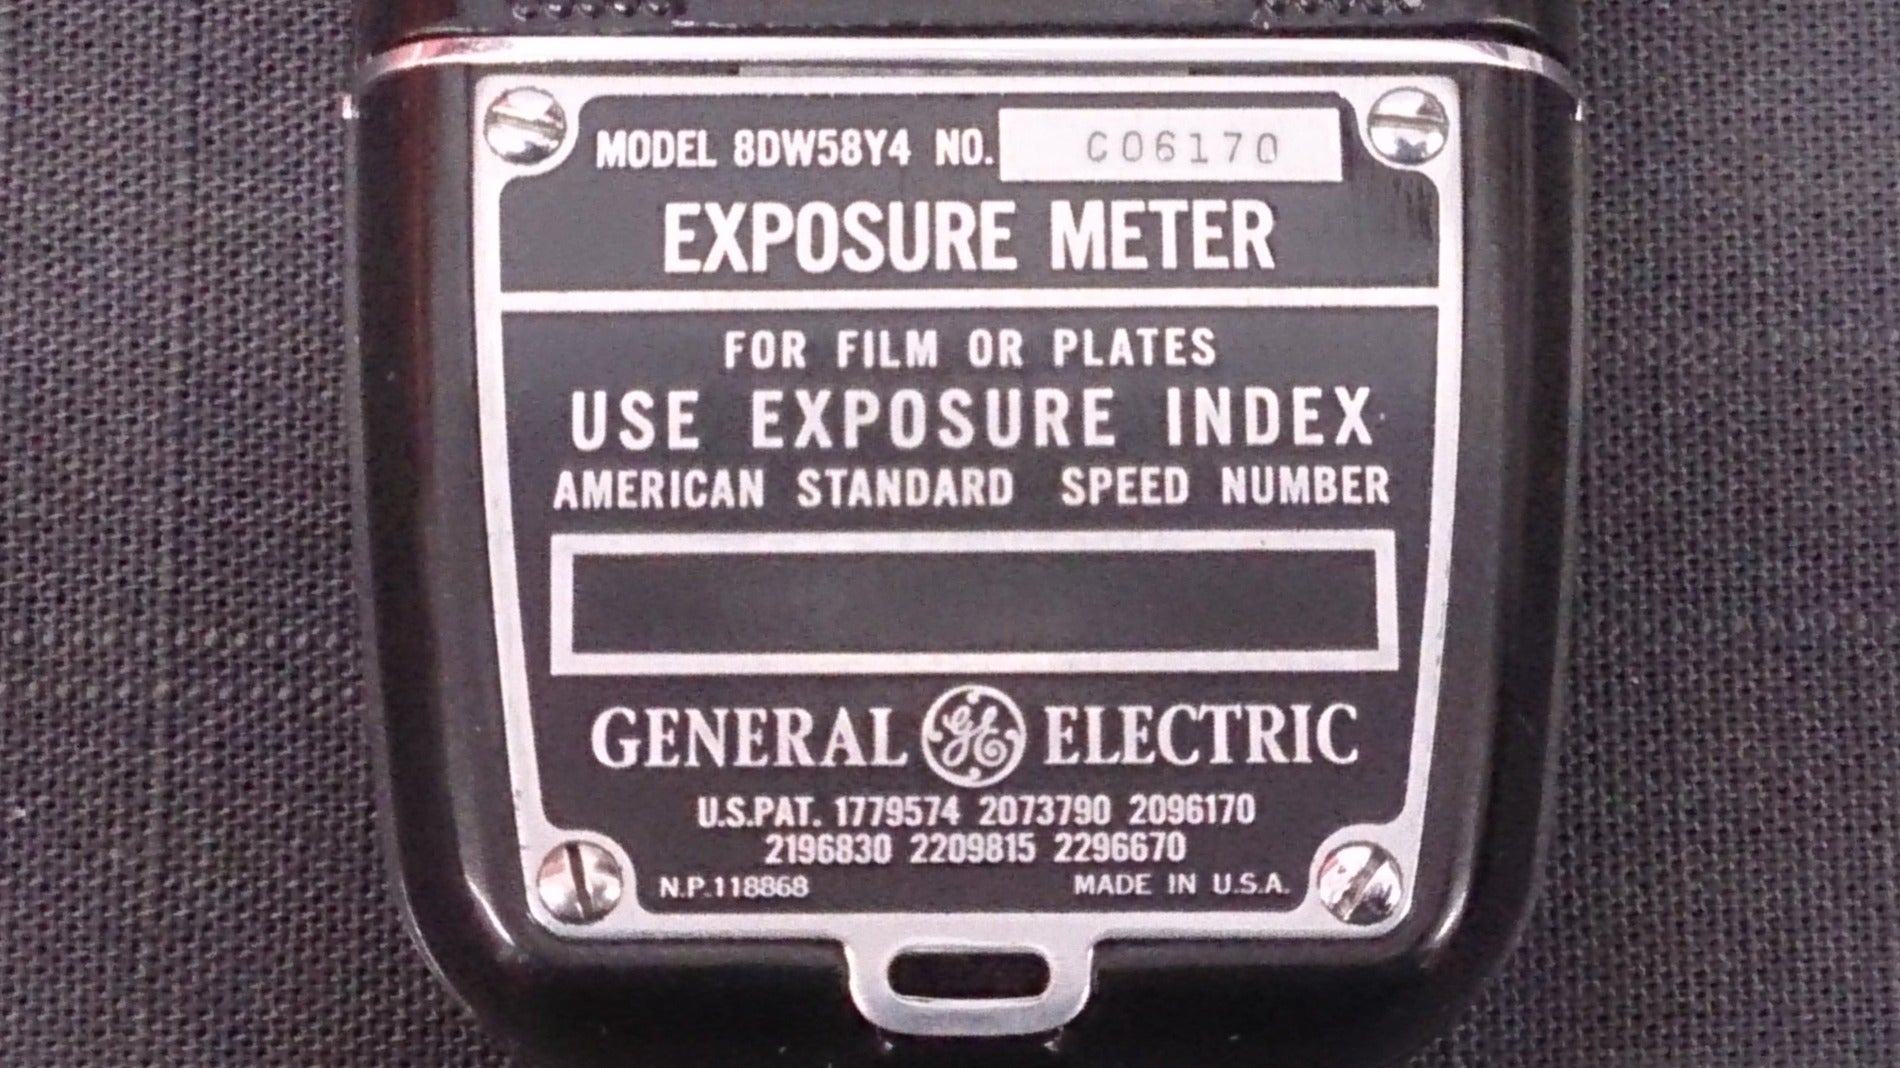 MODEL 8DW58Y4 NO. C06170
EXPOSURE METER
FOR FILM OR PLATES
USE EXPOSURE INDEX
AMERICAN STANDARD SPEED NUMBER
GENERAL GE ELECTRIC
U.S.PAT. 1779574 2073790 2096170
2196830 2209815 2296670
N.P.118868 MADE IN U.S.A.